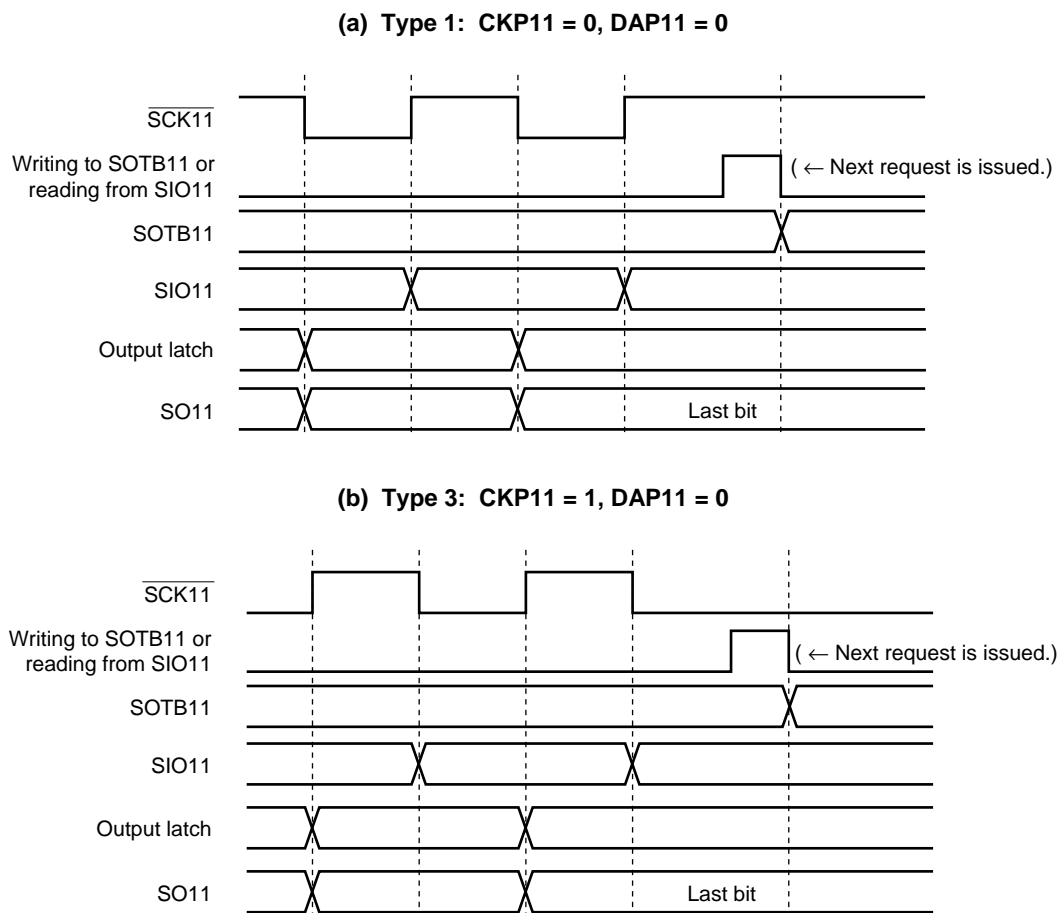 (a) Type 1: CKP11 = 0, DAP11 = 0
SCK11
Writing to SOTB11 or
reading from SIO11
( ← Next request is issued.)
SOTB11
SIO11
Output latch
SO11
Last bit
(b) Type 3: CKP11 = 1, DAP11 = 0
SCK11
Writing to SOTB11 or
reading from SIO11
( ← Next request is issued.)
SOTB11
SIO11
Output latch
SO11
Last bit